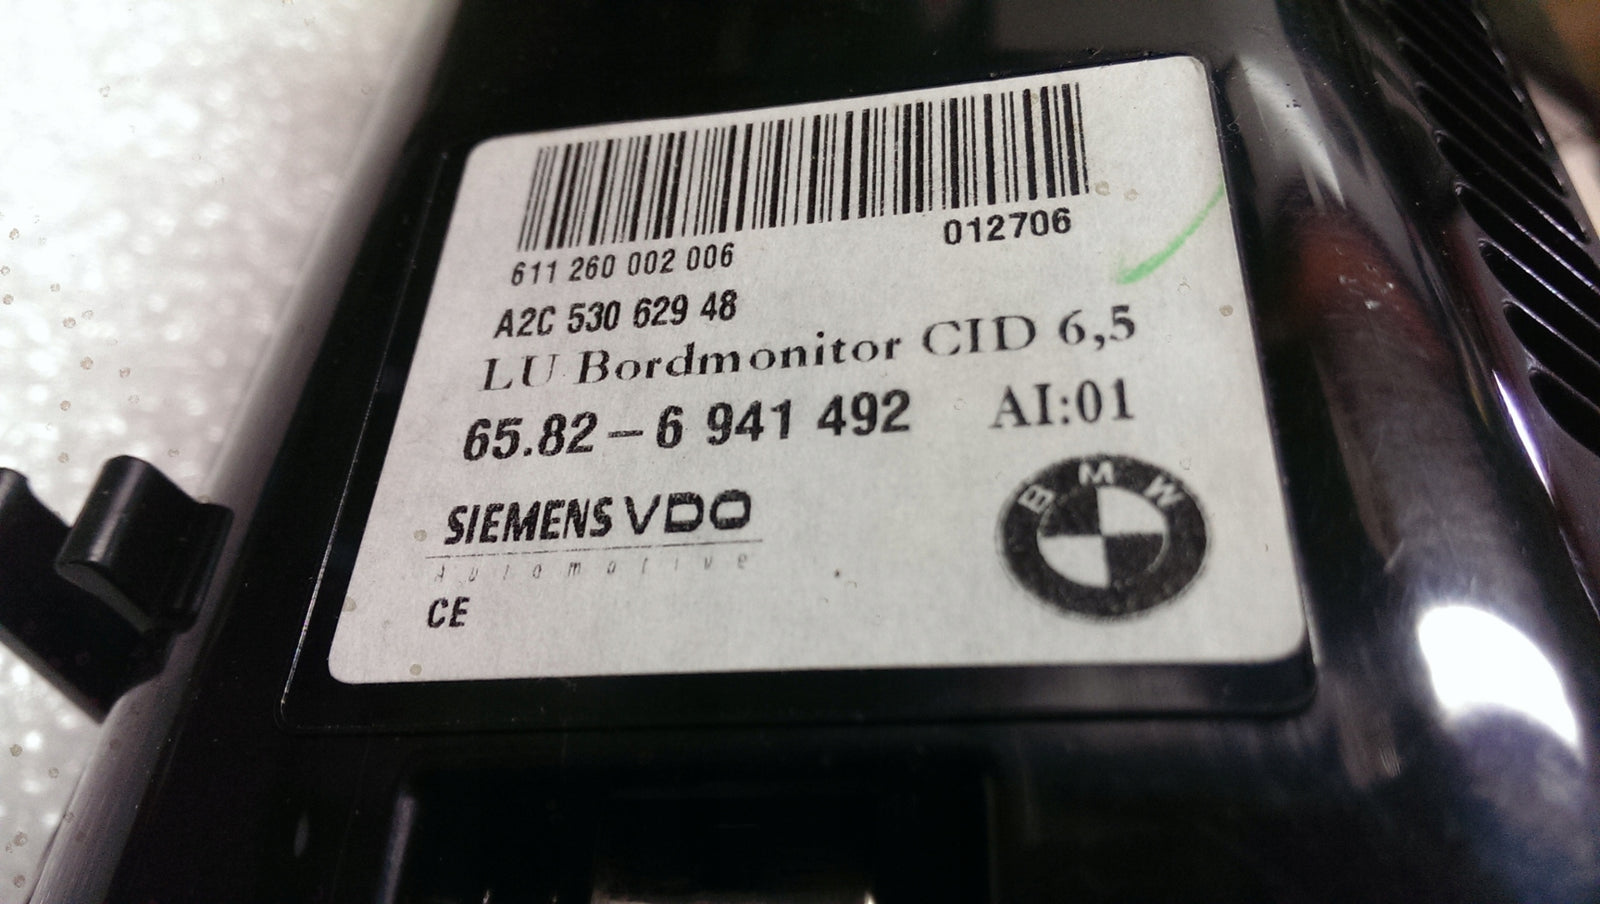 012706
611 260 002 006
A2C 530 629 48
LU Bordmonitor CID 6,5
65.82-6 941 492 AI:01
SIEMENS VDO
Automotive
CE
BMW